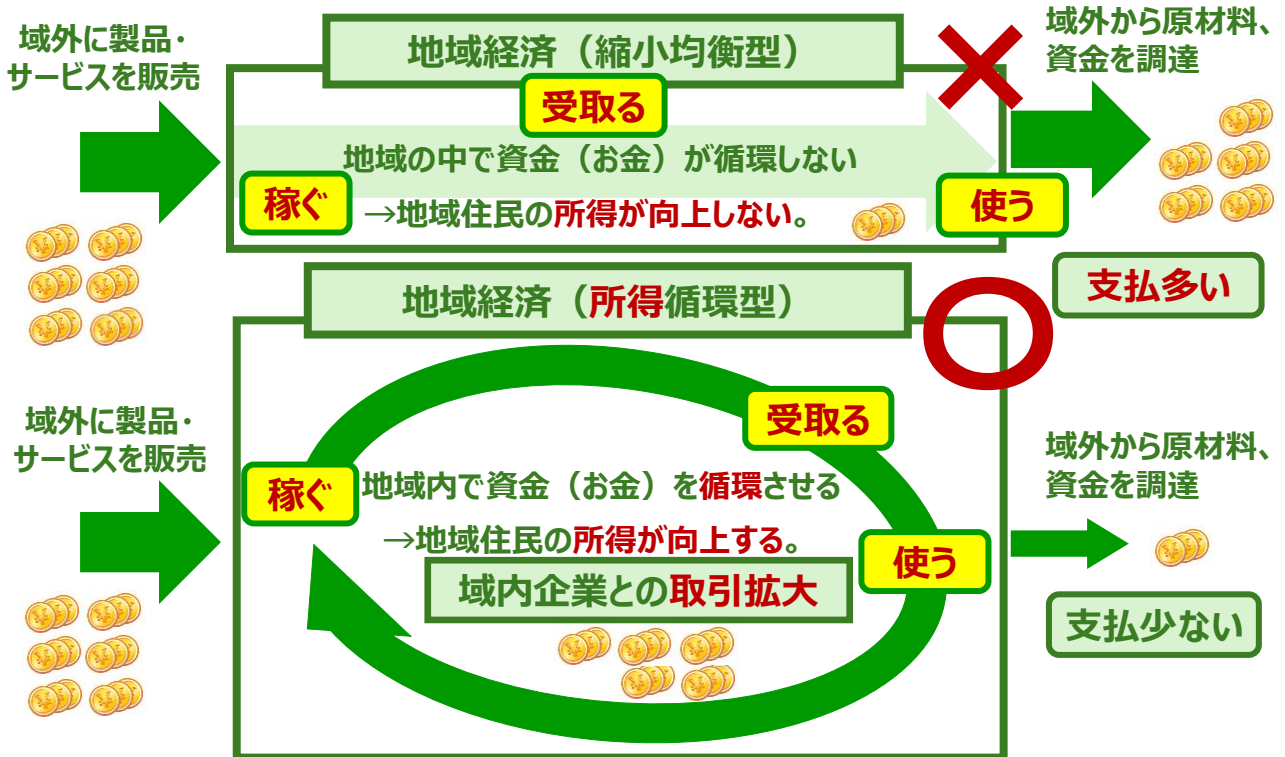 域外に製品・
サービスを販売
地域経済（縮小均衡型）
域外から原材料、
資金を調達
受取る
地域の中で資金（お金）が循環しない
稼ぐ
→地域住民の所得が向上しない。
使う
支払多い
地域経済（所得循環型）
域外に製品・
サービスを販売
受取る
域外から原材料、
資金を調達
稼ぐ
地域内で資金（お金）を循環させる
→地域住民の所得が向上する。
使う
域内企業との取引拡大
支払少ない